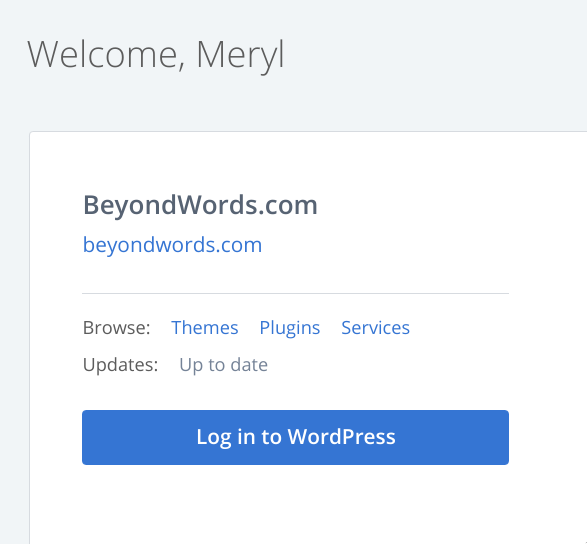 Welcome, Meryl
BeyondWords.com
beyondwords.com
Browse: Themes Plugins Services
Updates: Up to date
Log in to WordPress